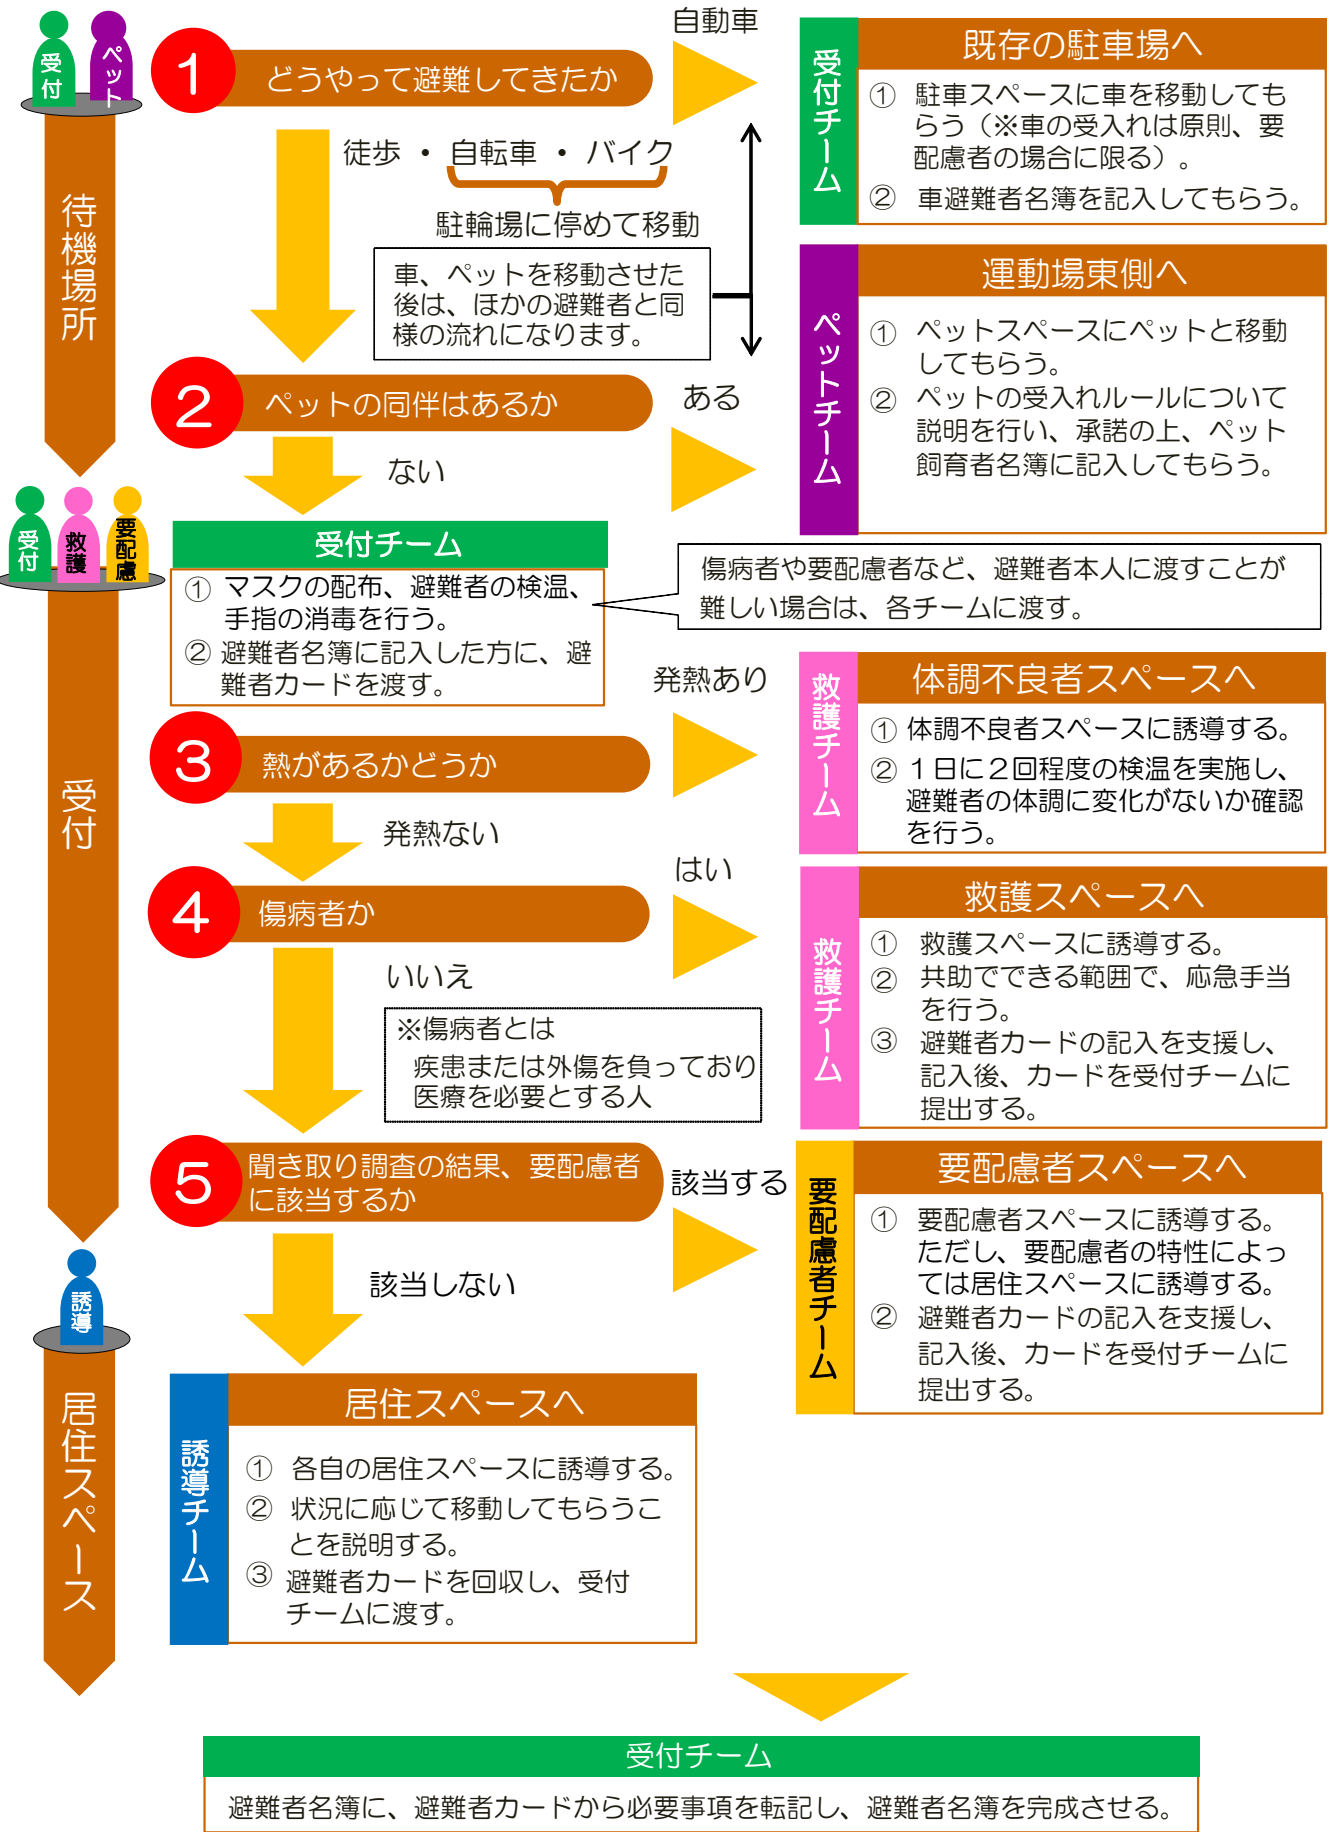 受付
ペット
待機場所
1 どうやって避難してきたか
自動車
徒歩 ・ 自転車 ・ バイク
駐輪場に停めて移動
車、ペットを移動させた
後は、ほかの避難者と同
様の流れになります。
受付チーム
既存の駐車場へ
① 駐車スペースに車を移動しても
らう（※車の受入れは原則、要
配慮者の場合に限る）。
② 車避難者名簿を記入してもらう。
2 ペットの同伴はあるか
ある
ない
ペットチーム
運動場東側へ
① ペットスペースにペットと移動
してもらう。
② ペットの受入れルールについて
説明を行い、承諾の上、ペット
飼育者名簿に記入してもらう。
受付
救護
要配慮
受付
受付チーム
① マスクの配布、避難者の検温、
手指の消毒を行う。
② 避難者名簿に記入した方に、避
難者カードを渡す。
傷病者や要配慮者など、避難者本人に渡すことが
難しい場合は、各チームに渡す。
3 熱があるかどうか
発熱あり
発熱ない
救護チーム
体調不良者スペースへ
① 体調不良者スペースに誘導する。
② １日に２回程度の検温を実施し、
避難者の体調に変化がないか確認
を行う。
4 傷病者か
はい
いいえ
※傷病者とは
疾患または外傷を負っており
医療を必要とする人
救護チーム
救護スペースへ
① 救護スペースに誘導する。
② 共助でできる範囲で、応急手当
を行う。
③ 避難者カードの記入を支援し、
記入後、カードを受付チームに
提出する。
5 聞き取り調査の結果、要配慮者
に該当するか
該当する
該当しない
要配慮者チーム
要配慮者スペースへ
① 要配慮者スペースに誘導する。
ただし、要配慮者の特性によっ
ては居住スペースに誘導する。
② 避難者カードの記入を支援し、
記入後、カードを受付チームに
提出する。
誘導
居住スペース
誘導チーム
居住スペースへ
① 各自の居住スペースに誘導する。
② 状況に応じて移動してもらうこ
とを説明する。
③ 避難者カードを回収し、受付
チームに渡す。
受付チーム
避難者名簿に、避難者カードから必要事項を転記し、避難者名簿を完成させる。